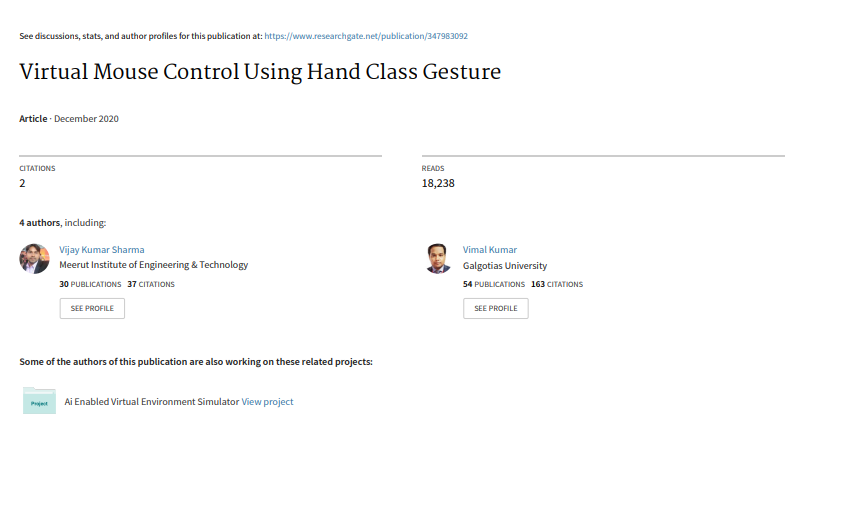 See discussions, stats, and author profiles for this publication at: https://www.researchgate.net/publication/347983092
Virtual Mouse Control Using Hand Class Gesture
Article · December 2020
CITATIONS
2
READS
18,238
4 authors, including:
Vijay Kumar Sharma
Meerut Institute of Engineering & Technology
30 PUBLICATIONS 37 CITATIONS
SEE PROFILE
Vimal Kumar
Galgotias University
54 PUBLICATIONS 163 CITATIONS
SEE PROFILE
Some of the authors of this publication are also working on these related projects:
Project
Ai Enabled Virtual Environment Simulator View project